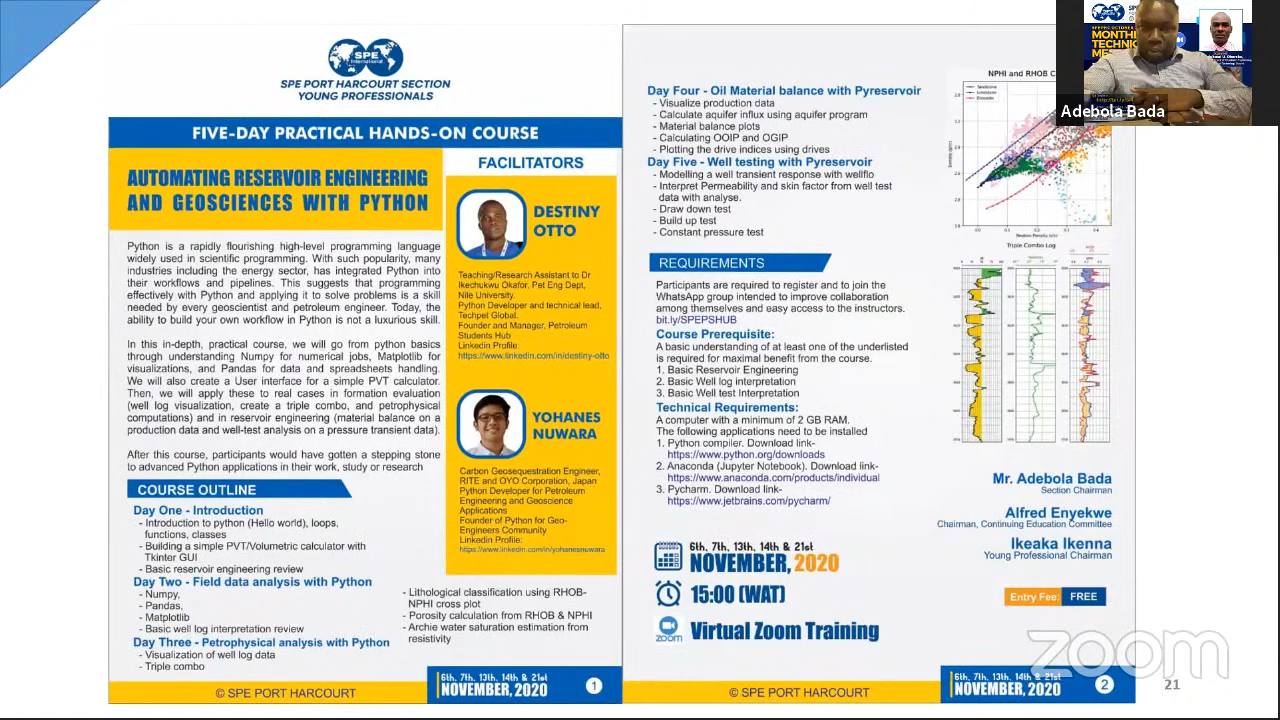 SPE
International
SPE PORT HARCOURT SECTION
YOUNG PROFESSIONALS
FIVE-DAY PRACTICAL HANDS-ON COURSE
AUTOMATING RESERVOIR ENGINEERING
AND GEOSCIENCES WITH PYTHON
Python is a rapidly flourishing high-level programming language
widely used in scientific programming. With such popularity, many
industries including the energy sector, has integrated Python into
their workflows and pipelines. This suggests that programming
effectively with Python and applying it to solve problems is a skill
needed by every geoscientist and petroleum engineer. Today, the
ability to build your own workflow in Python is not a luxurious skill.
In this in-depth, practical course, we will go from python basics
through understanding Numpy for numerical jobs, Matplotlib for
visualizations, and Pandas for data and spreadsheets handling.
We will also create a User interface for a simple PVT calculator.
Then, we will apply these to real cases in formation evaluation
(well log visualization, create a triple combo, and petrophysical
computations) and in reservoir engineering (material balance on a
production data and well-test analysis on a pressure transient data).
After this course, participants would have gotten a stepping stone
to advanced Python applications in their work, study or research
COURSE OUTLINE
Day One - Introduction
- Introduction to python (Hello world), loops,
functions, classes
- Building a simple PVT/Volumetric calculator with
Tkinter GUI
- Basic reservoir engineering review
Day Two - Field data analysis with Python
- Numpy,
- Pandas,
- Matplotlib
- Basic well log interpretation review
Day Three - Petrophysical analysis with Python
- Visualization of well log data
- Triple combo
- Lithological classification using RHOB-
NPHI cross plot
- Porosity calculation from RHOB & NPHI
- Archie water saturation estimation from
resistivity
FACILITATORS
DESTINY
OTTO
Teaching/Research Assistant to Dr
Ikechukwu Okafor, Pet Eng Dept,
Nile University.
Python Developer and technical lead,
Techpet Global.
Founder and Manager, Petroleum
Students Hub
Linkedin Profile:
https://www.linkedin.com/in/destiny-otto
YOHANES
NUWARA
Carbon Geosequestration Engineer,
RITE and OYO Corporation, Japan
Python Developer for Petroleum
Engineering and Geoscience
Applications
Founder of Python for Geo-
Engineers Community
Linkedin Profile:
https://www.linkedin.com/in/yohanesnuwara
© SPE PORT HARCOURT
6th, 7th, 13th, 14th & 21st
NOVEMBER, 2020
1
Day Four - Oil Material balance with Pyreservoir
- Visualize production data
- Calculate aquifer influx using aquifer program
- Material balance plots
- Calculating OOIP and OGIP
- Plotting the drive indices using drives
Day Five - Well testing with Pyreservoir
- Modelling a well transient response with wellflo
- Interpret Permeability and skin factor from well test
data with analyse.
- Draw down test
- Build up test
- Constant pressure test
REQUIREMENTS
Participants are required to register and to join the
WhatsApp group intended to improve collaboration
among themselves and easy access to the instructors.
bit.ly/SPEPSHUB
Course Prerequisite:
A basic understanding of at least one of the underlisted
is required for maximal benefit from the course.
1. Basic Reservoir Engineering
2. Basic Well log interpretation
3. Basic Well test Interpretation
Technical Requirements:
A computer with a minimum of 2 GB RAM.
The following applications need to be installed
1. Python compiler. Download link-
https://www.python.org/downloads
2. Anaconda (Jupyter Notebook). Download link-
https://www.anaconda.com/products/individual
3. Pycharm. Download link-
https://www.jetbrains.com/pycharm/
6th, 7th, 13th, 14th & 21st
NOVEMBER, 2020
15:00 (WAT)
zoom
Virtual Zoom Training
NPHI and RHOB C
Triple Combo Log
Mr. Adebola Bada
Section Chairman
Alfred Enyekwe
Chairman, Continuing Education Committee
Ikeaka Ikenna
Young Professional Chairman
Entry Fee: FREE
© SPE PORT HARCOURT
6th, 7th, 13th, 14th & 21st
NOVEMBER, 2020
2
21
zoom
Adebola Bada